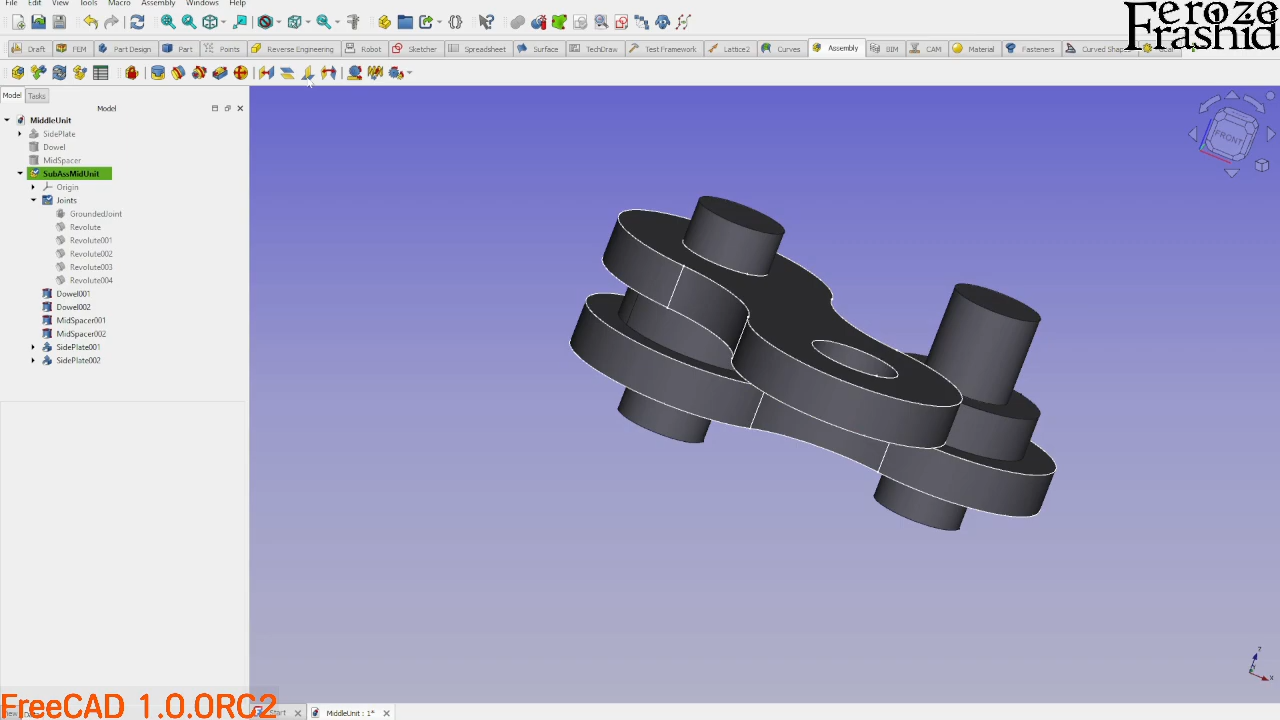 File Edit View Tools Macro Assembly Windows Help
Feroze
Frashid
Draft FEM Part Design Part Points Reverse Engineering Robot Sketcher Spreadsheet Surface TechDraw Test Framework Lattice2 Curves Assembly BIM CAM Material Fasteners Curved Shapes
Model Tasks
Model
MiddleUnit
SidePlate
Dowel
MidSpacer
SubAssMidUnit
Origin
Joints
GroundedJoint
Revolute
Revolute001
Revolute002
Revolute003
Revolute004
Dowel001
Dowel002
MidSpacer001
MidSpacer002
SidePlate001
SidePlate002
FRONT
Z
X
FreeCAD 1.0.0RC2
Start MiddleUnit : 1*